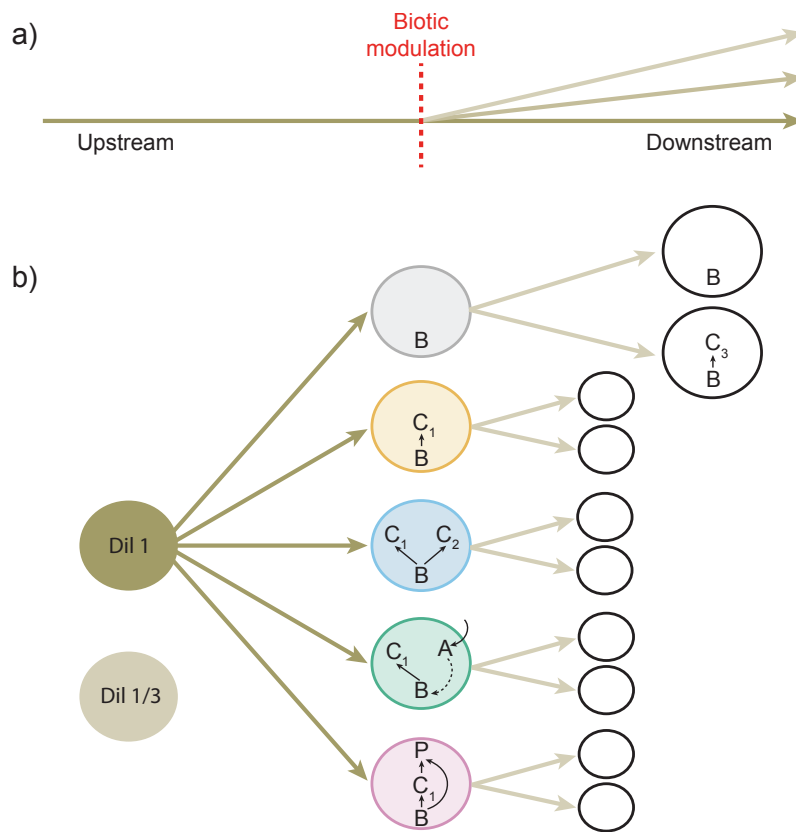 a)
Biotic
modulation
Upstream
Downstream
b)
B
B
C₃
B
C₁
B
Dil 1
C₁ C₂
B
C₁ A
B
Dil 1/3
P
C₁
B